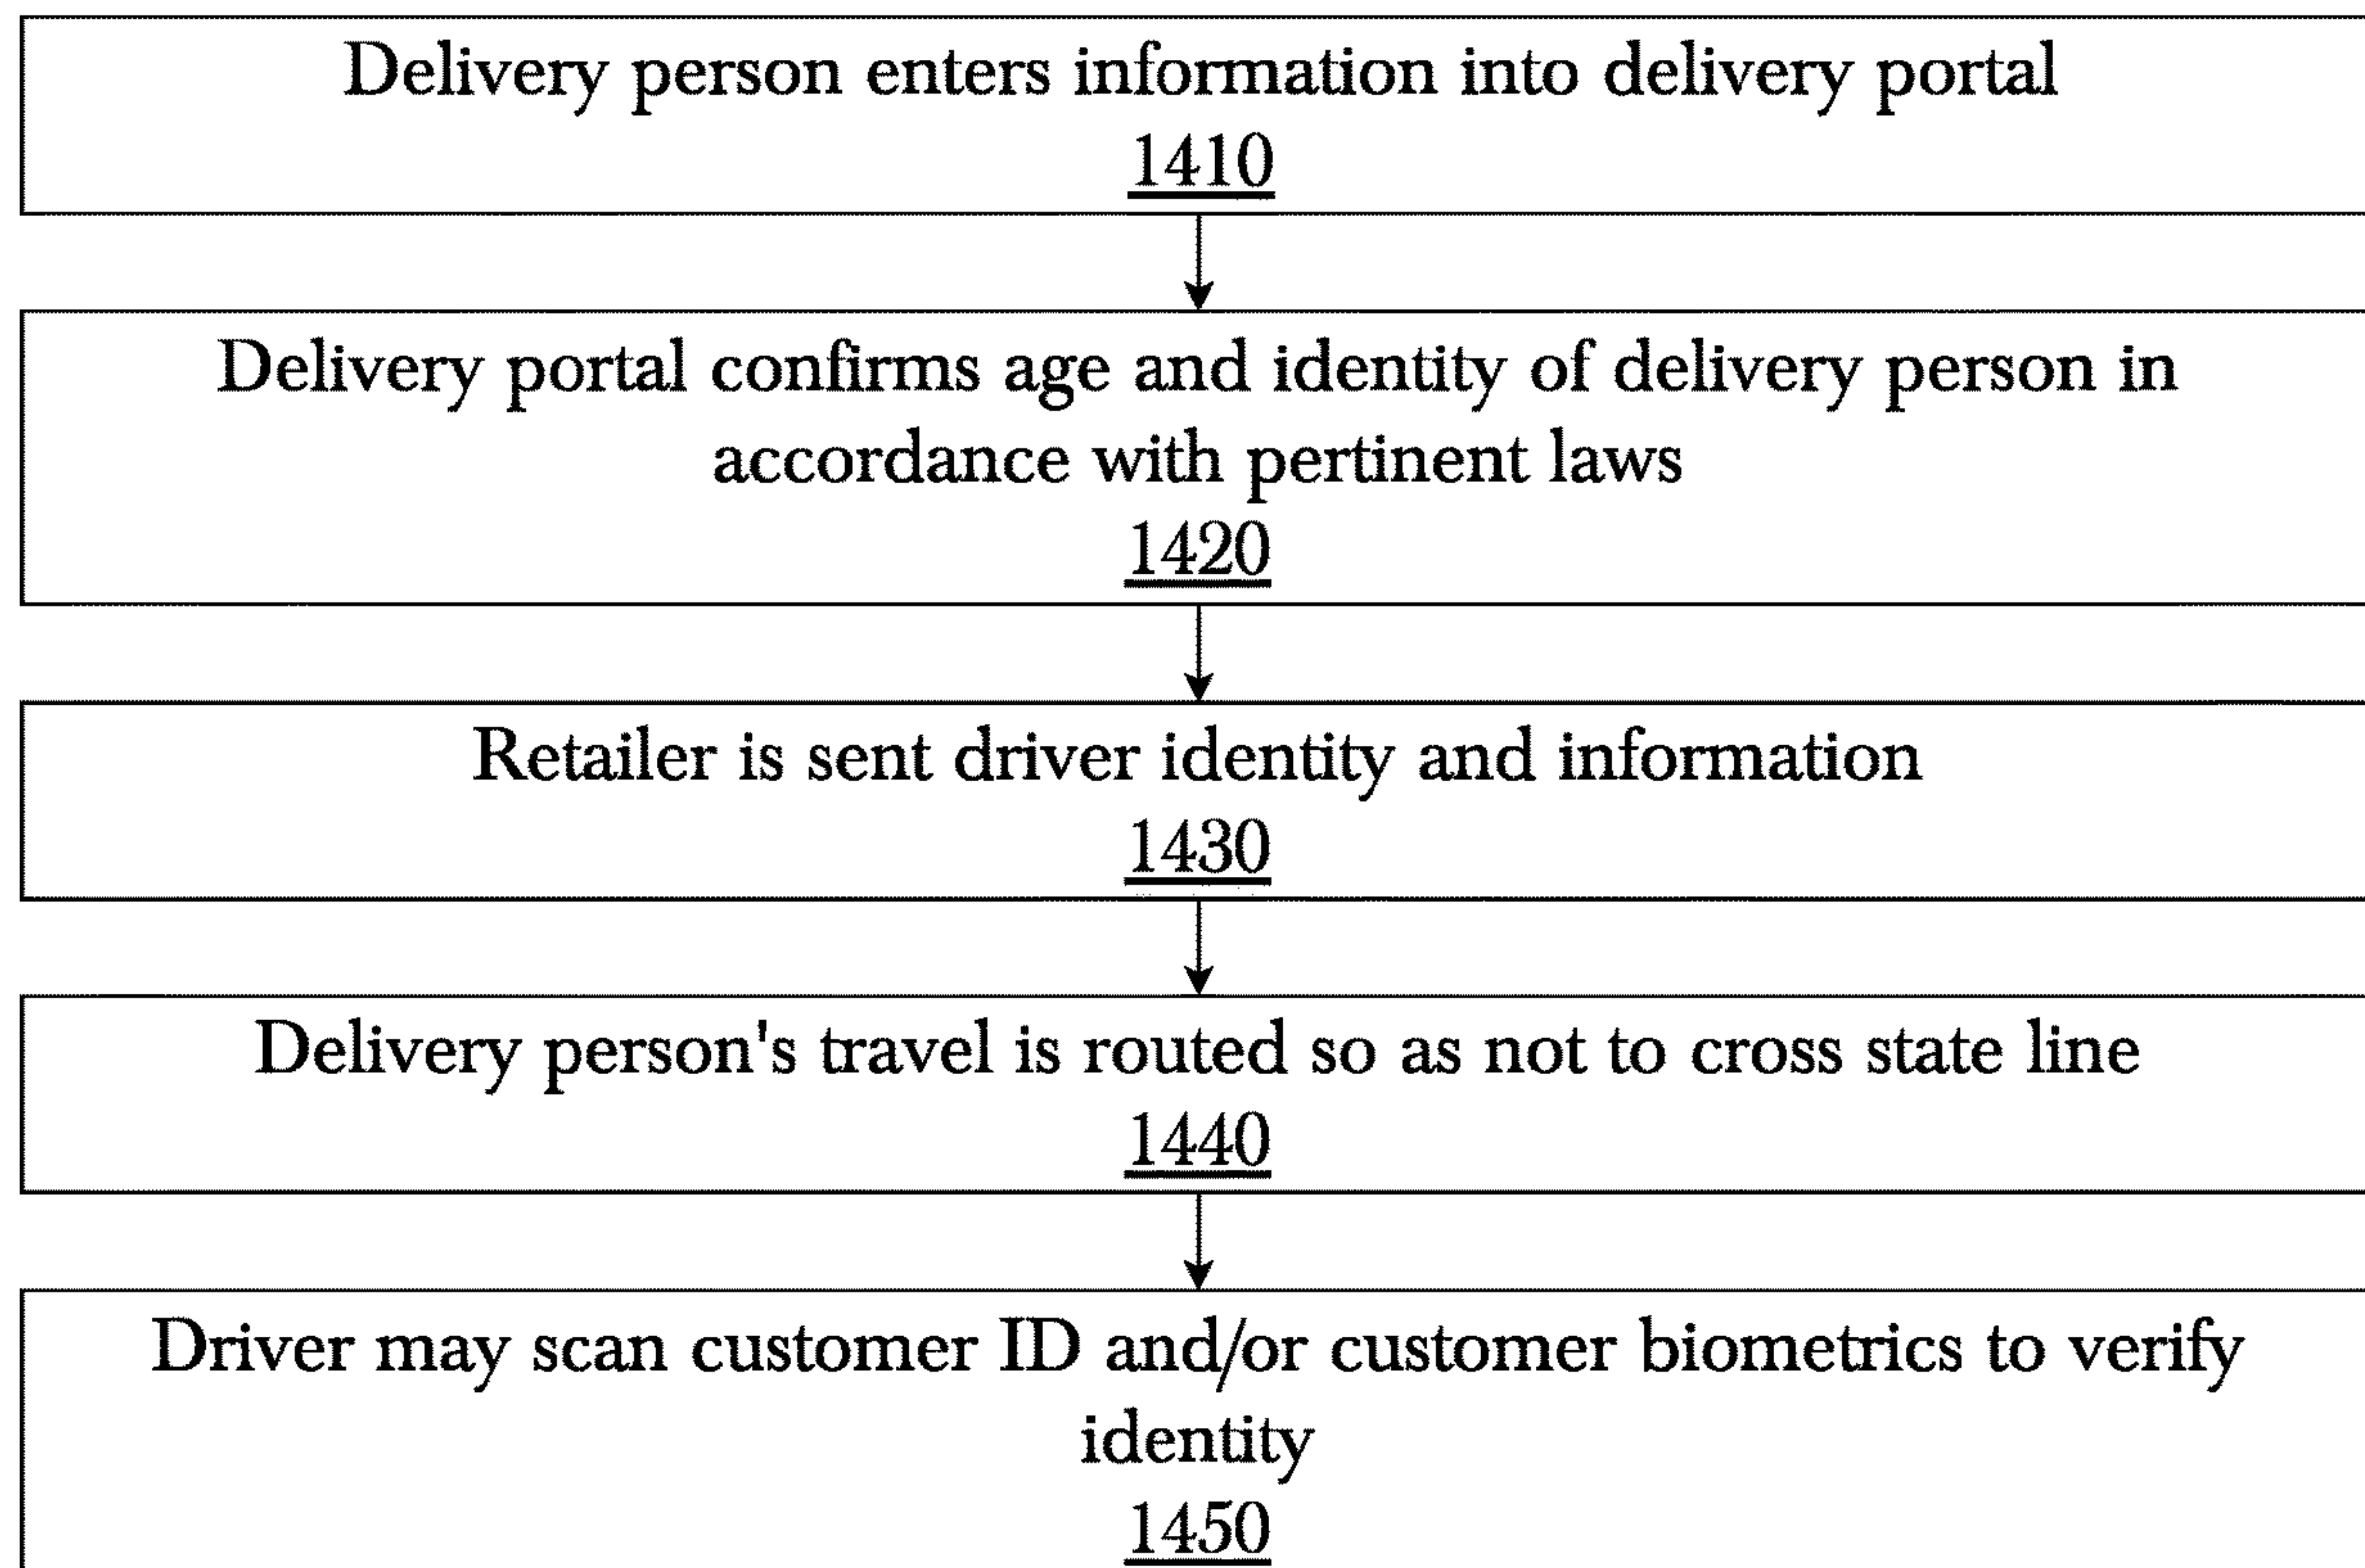 Delivery person enters information into delivery portal
1410
Delivery portal confirms age and identity of delivery person in
accordance with pertinent laws
1420
Retailer is sent driver identity and information
1430
Delivery person's travel is routed so as not to cross state line
1440
Driver may scan customer ID and/or customer biometrics to verify
identity
1450